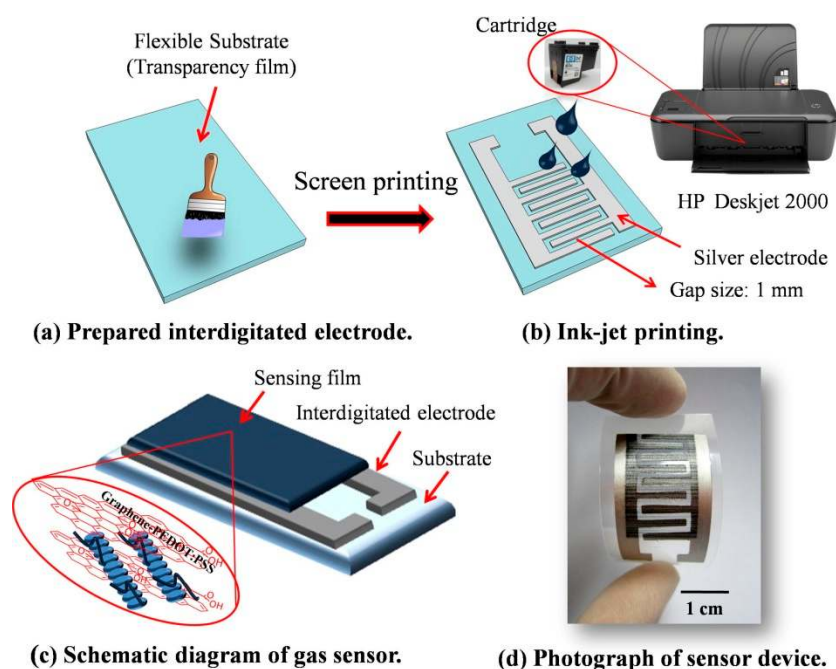 Flexible Substrate
(Transparency film)
Screen printing
(a) Prepared interdigitated electrode.
Cartridge
HP Deskjet 2000
Silver electrode
Gap size: 1 mm
(b) Ink-jet printing.
Sensing film
Interdigitated electrode
Substrate
Graphene-PEDOT:PSS
OH
OH
(c) Schematic diagram of gas sensor.
1 cm
(d) Photograph of sensor device.